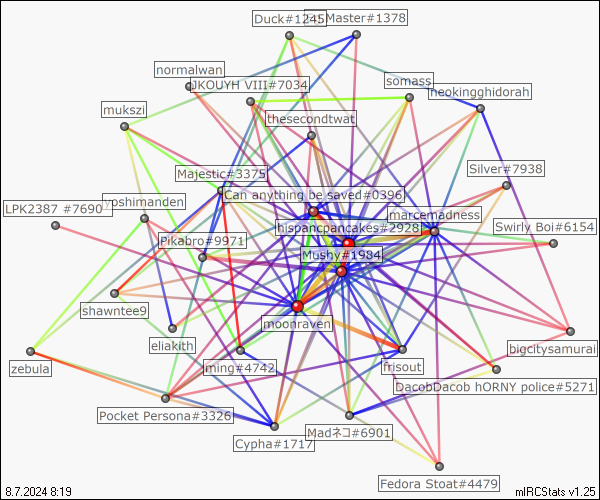 Duck#1245
Master#1378
normalwan
JKOUYH VIII#7034
somass
neokingghidorah
mukszi
thesecondtwat
Majestic#3375
Silver#7938
LPK2387 #7690
ypshimanden
Can anything be saved#0396
marcemadness
hispancpancakes#2928
Swirly Boi#6154
Pikabro#9971
Mushy#1984
shawntee9
moonraven
eliakith
bigcitysamurai
zebula
ming#4742
frisout
DacobDacob hORNY police#5271
Pocket Persona#3326
Cypha#1717
Madネコ#6901
Fedora Stoat#4479
8.7.2024 8:19
mIRCStats v1.25